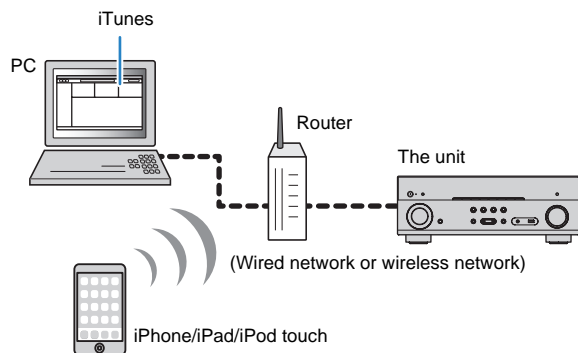 iTunes
PC
Router
The unit
(Wired network or wireless network)
iPhone/iPad/iPod touch